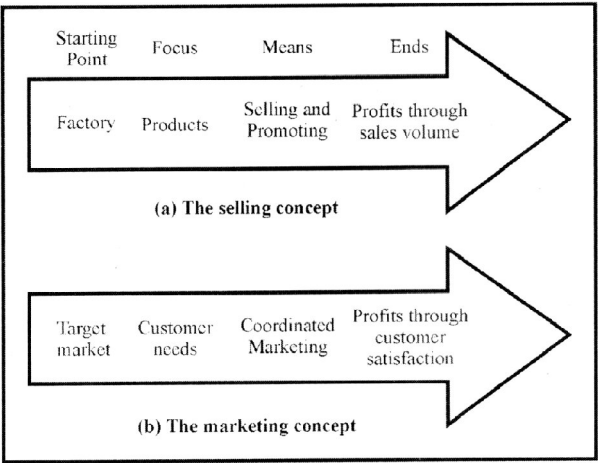 Starting Point
Focus
Means
Ends
Factory
Products
Selling and
Promoting
Profits through
sales volume
(a) The selling concept
Target
market
Customer
needs
Coordinated
Marketing
Profits through
customer
satisfaction
(b) The marketing concept